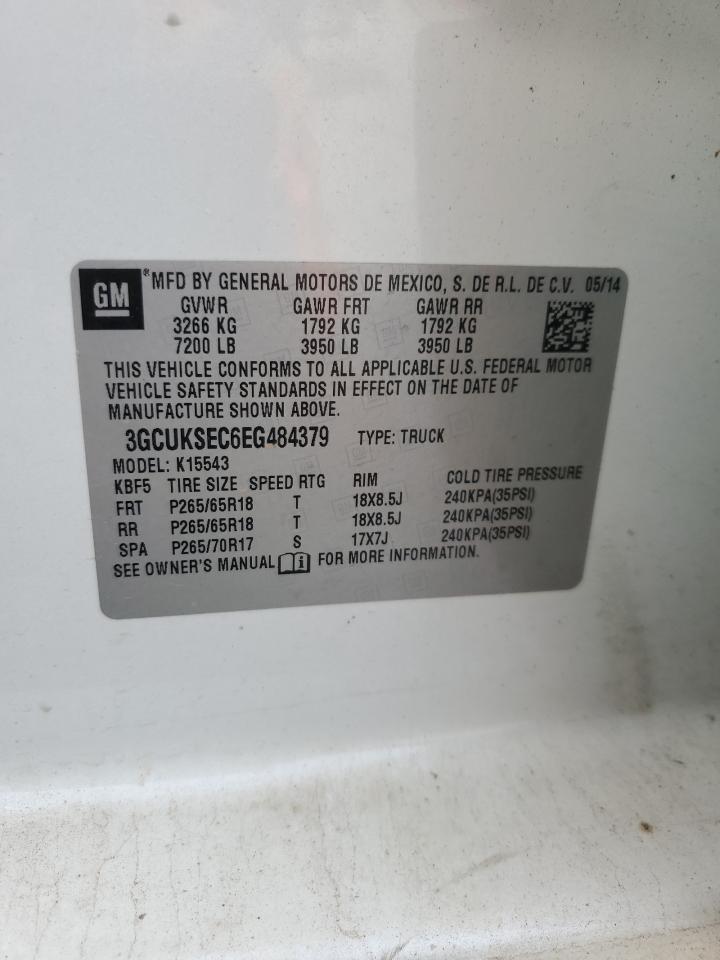 GM ® MFD BY GENERAL MOTORS DE MEXICO, S. DE R.L. DE C.V. 05/14
GVWR GAWR FRT GAWR RR
3266 KG 1792 KG 1792 KG
7200 LB 3950 LB 3950 LB
THIS VEHICLE CONFORMS TO ALL APPLICABLE U.S. FEDERAL MOTOR
VEHICLE SAFETY STANDARDS IN EFFECT ON THE DATE OF
MANUFACTURE SHOWN ABOVE.
3GCUKSEC6EG484379 TYPE: TRUCK
MODEL: K15543
KBF5 TIRE SIZE SPEED RTG RIM COLD TIRE PRESSURE
FRT P265/65R18 T 18X8.5J 240KPA(35PSI)
RR P265/65R18 T 18X8.5J 240KPA(35PSI)
SPA P265/70R17 S 17X7J 240KPA(35PSI)
SEE OWNER'S MANUAL i FOR MORE INFORMATION.